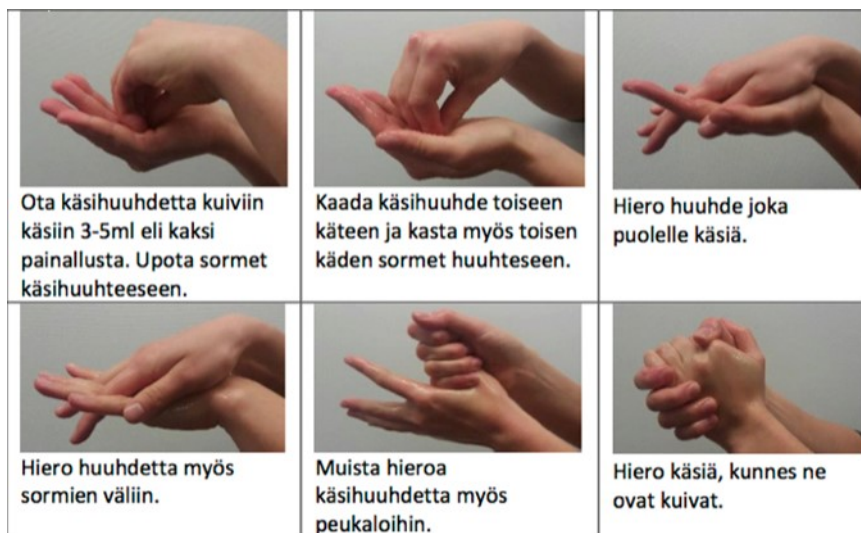 Ota käsihuuhdetta kuiviin
käsiin 3-5ml eli kaksi
painallusta. Upota sormet
käsihuuhteeseen.
Kaada käsihuuhde toiseen
käteen ja kasta myös toisen
käden sormet huuhteseen.
Hiero huuhde joka
puolelle käsiä.
Hiero huuhdetta myös
sormien väliin.
Muista hieroa
käsihuuhdetta myös
peukaloihin.
Hiero käsiä, kunnes ne
ovat kuivat.